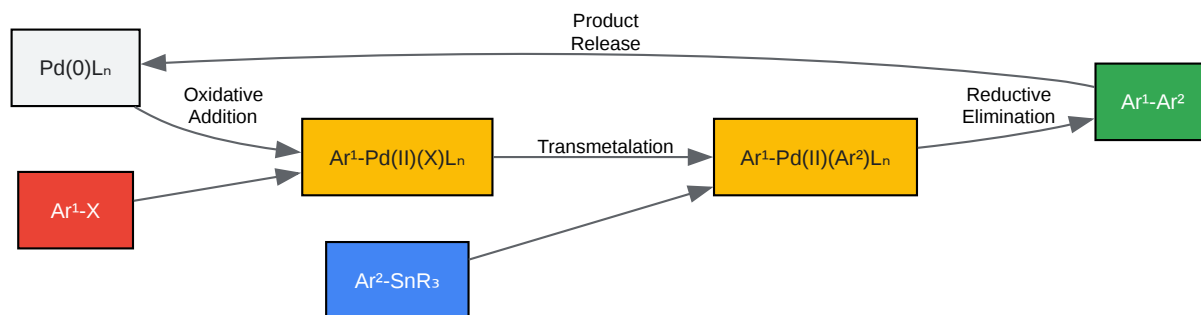 Product
Release
Pd(0)Lₙ
Oxidative
Addition
Ar¹-Pd(II)(X)Lₙ
Transmetalation
Ar¹-Pd(II)(Ar²)Lₙ
Reductive
Elimination
Ar¹-Ar²
Ar¹-X
Ar²-SnR₃